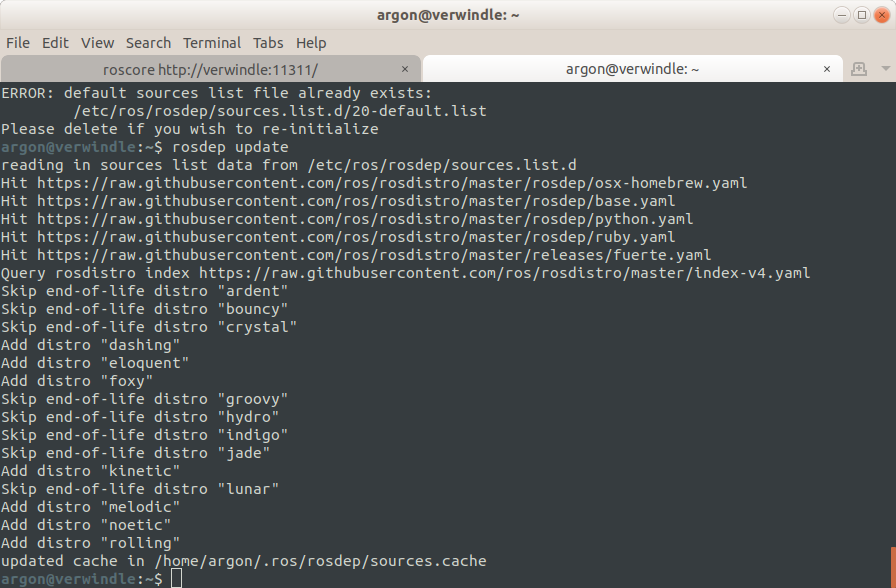 argon@verwindle: ~
File Edit View Search Terminal Tabs Help
roscore http://verwindle:11311/ × argon@verwindle: ~ ×
ERROR: default sources list file already exists:
        /etc/ros/rosdep/sources.list.d/20-default.list
Please delete if you wish to re-initialize
argon@verwindle:~$ rosdep update
reading in sources list data from /etc/ros/rosdep/sources.list.d
Hit https://raw.githubusercontent.com/ros/rosdistro/master/rosdep/osx-homebrew.yaml
Hit https://raw.githubusercontent.com/ros/rosdistro/master/rosdep/base.yaml
Hit https://raw.githubusercontent.com/ros/rosdistro/master/rosdep/python.yaml
Hit https://raw.githubusercontent.com/ros/rosdistro/master/rosdep/ruby.yaml
Hit https://raw.githubusercontent.com/ros/rosdistro/master/releases/fuerte.yaml
Query rosdistro index https://raw.githubusercontent.com/ros/rosdistro/master/index-v4.yaml
Skip end-of-life distro "ardent"
Skip end-of-life distro "bouncy"
Skip end-of-life distro "crystal"
Add distro "dashing"
Add distro "eloquent"
Add distro "foxy"
Skip end-of-life distro "groovy"
Skip end-of-life distro "hydro"
Skip end-of-life distro "indigo"
Skip end-of-life distro "jade"
Add distro "kinetic"
Skip end-of-life distro "lunar"
Add distro "melodic"
Add distro "noetic"
Add distro "rolling"
updated cache in /home/argon/.ros/rosdep/sources.cache
argon@verwindle:~$